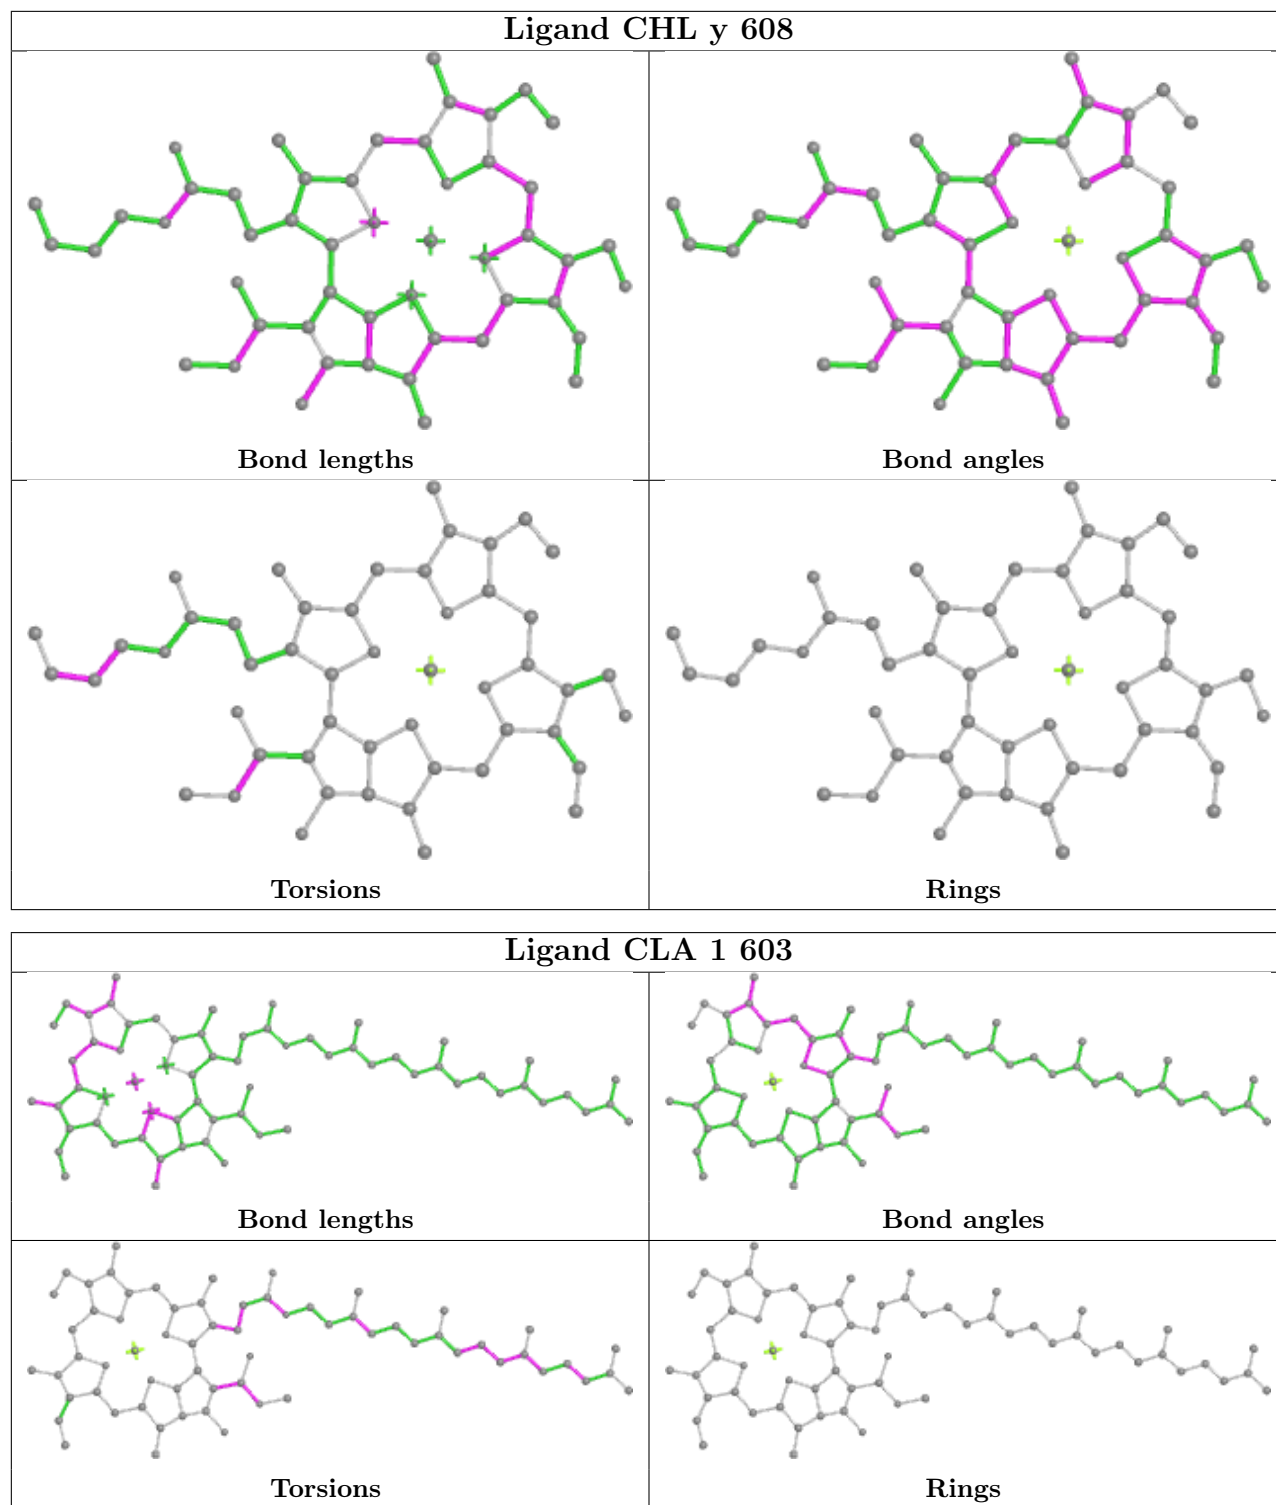 Ligand CHL y 608
Bond lengths
Bond angles
Torsions
Rings
Ligand CLA 1 603
Bond lengths
Bond angles
Torsions
Rings